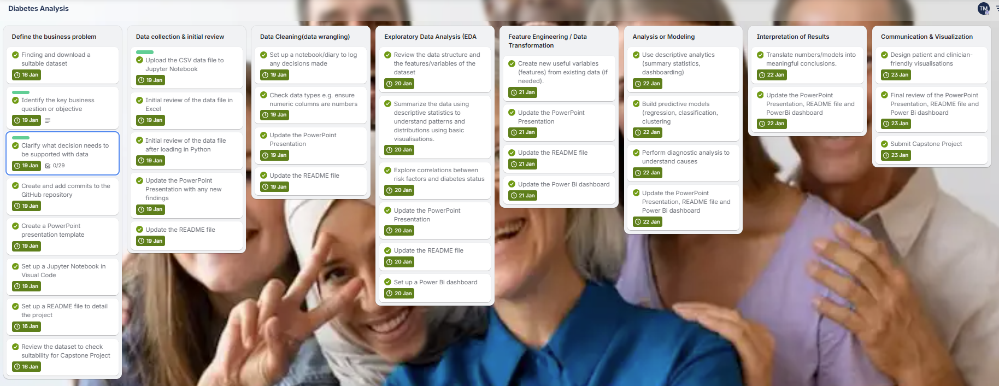 Diabetes Analysis
TM
Define the business problem
Finding and download a
suitable dataset
16 Jan
Identify the key business
question or objective
19 Jan
Clarify what decision needs to
be supported with data
19 Jan 0/29
Create and add commits to the
GitHub repository
19 Jan
Create a PowerPoint
presentation template
19 Jan
Set up a Jupyter Notebook in
Visual Code
19 Jan
Set up a README file to detail
the project
16 Jan
Review the dataset to check
suitability for Capstone Project
16 Jan
Data collection & initial review
Upload the CSV data file to
Jupyter Notebook
19 Jan
Initial review of the data file in
Excel
19 Jan
Initial review of the data file
after loading in Python
19 Jan
Update the PowerPoint
Presentation with any new
findings
19 Jan
Update the README file
19 Jan
Data Cleaning(data wrangling)
Set up a notebook/diary to log
any decisions made
19 Jan
Check data types e.g. ensure
numeric columns are numbers
19 Jan
Update the PowerPoint
Presentation
19 Jan
Update the README file
19 Jan
Exploratory Data Analysis (EDA
Review the data structure and
the features/variables of the
dataset
20 Jan
Summarize the data using
descriptive statistics to
understand patterns and
distributions using basic
visualisations.
20 Jan
Explore correlations between
risk factors and diabetes status
20 Jan
Update the PowerPoint
Presentation
20 Jan
Update the README file
20 Jan
Set up a Power Bi dashboard
20 Jan
Feature Engineering / Data
Transformation
Create new useful variables
(features) from existing data (if
needed).
21 Jan
Update the PowerPoint
Presentation
21 Jan
Update the README file
21 Jan
Update the Power Bi dashboard
21 Jan
Analysis or Modeling
Use descriptive analytics
(summary statistics,
dashboarding)
22 Jan
Build predictive models
(regression, classification,
clustering
22 Jan
Perform diagnostic analysis to
understand causes
22 Jan
Update the PowerPoint
Presentation, README file and
Power Bi dashboard
22 Jan
Interpretation of Results
Translate numbers/models into
meaningful conclusions.
22 Jan
Update the PowerPoint
Presentation, README file and
PowerBi dashboard
22 Jan
Communication & Visualization
Design patient and clinician-
friendly visualisations
23 Jan
Final review of the PowerPoint
Presentation, README file and
Power Bi dashboard
23 Jan
Submit Capstone Project
23 Jan